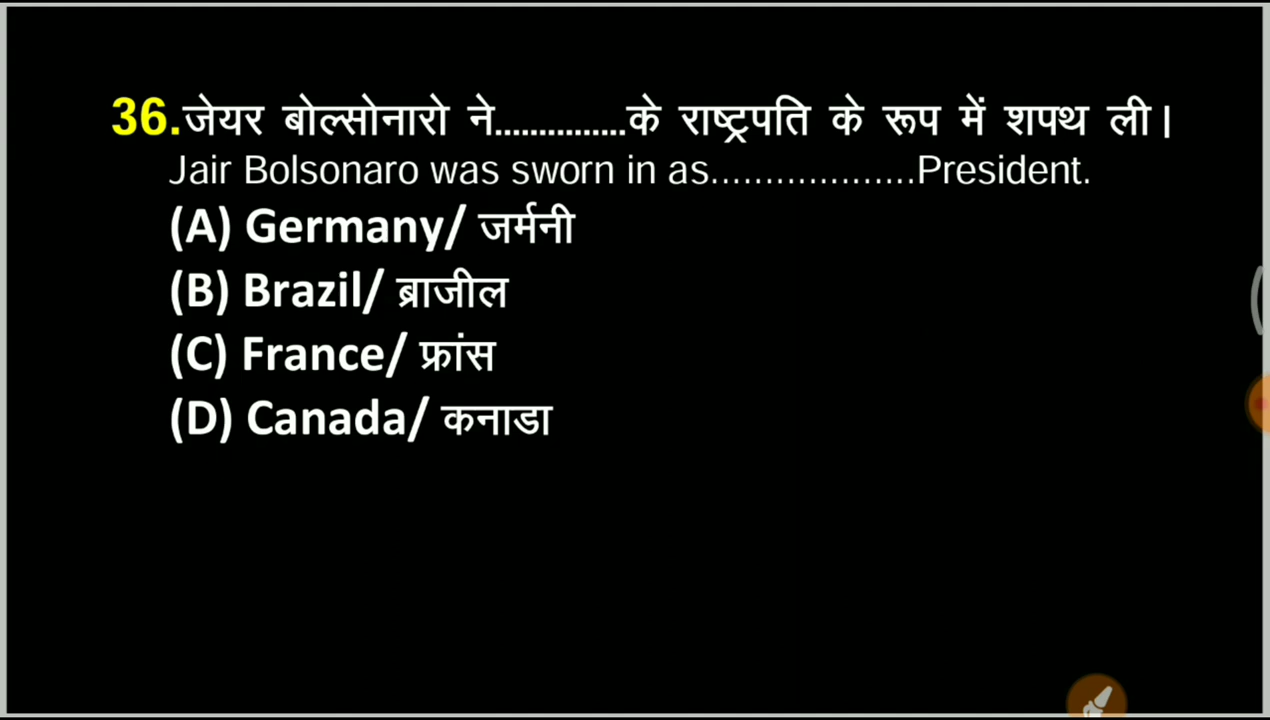 36.जेयर बोल्सोनारो ने...............के राष्ट्रपति के रूप में शपथ ली।
Jair Bolsonaro was sworn in as...................President.
(A) Germany/ जर्मनी
(B) Brazil/ ब्राजील
(C) France/ फ्रांस
(D) Canada/ कनाडा